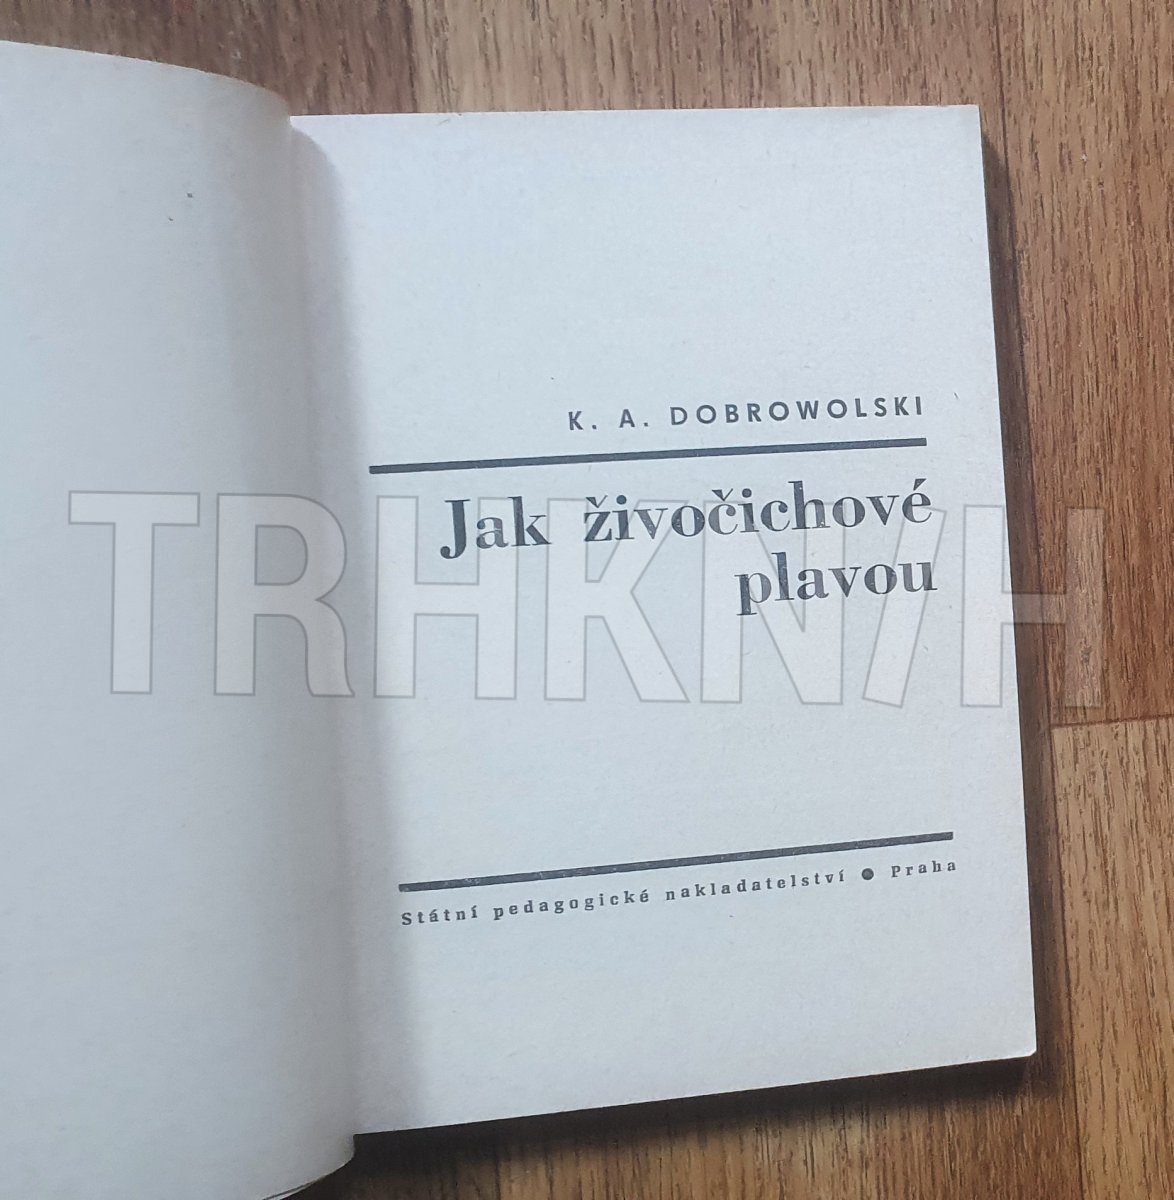 K. A. DOBROWOLSKI
Jak živočichové
plavou
TRHKNIH
Státní pedagogické nakladatelství ● Praha